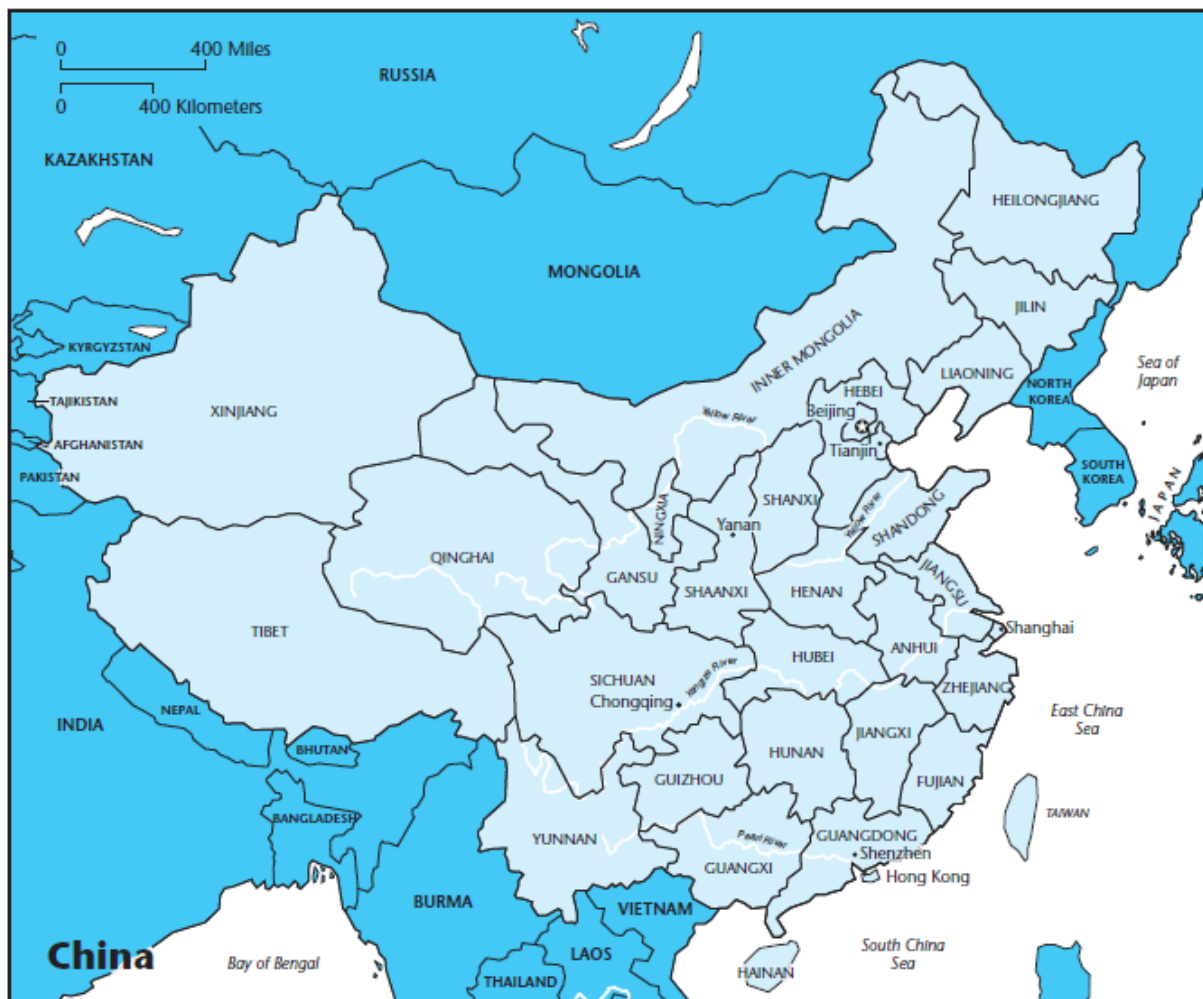 0 400 Miles
0 400 Kilometers
RUSSIA
KAZAKHSTAN
HEILONGJIANG
MONGOLIA
JILIN
KYRGYZSTAN
INNER MONGOLIA
LIAONING
Sea of
Japan
NORTH
KOREA
TAJIKISTAN
XINJIANG
HEBEI
Beijing
Yellow River
AFGHANISTAN
Tianjin
PAKISTAN
SOUTH
KOREA
JAPAN
NINGXIA
SHANXI
Yellow River
SHANDONG
Yanan
QINGHAI
GANSU
SHAANXI
HENAN
JIANGSU
TIBET
Shanghai
ANHUI
HUBEI
SICHUAN
Chongqing
Yangzi River
ZHEJIANG
NEPAL
INDIA
East China
Sea
BHUTAN
HUNAN
JIANGXI
GUIZHOU
FUJIAN
BANGLADESH
TAIWAN
YUNNAN
Pearl River
GUANGDONG
Shenzhen
GUANGXI
Hong Kong
BURMA
VIETNAM
China
Bay of Bengal
LAOS
South China
Sea
HAINAN
THAILAND